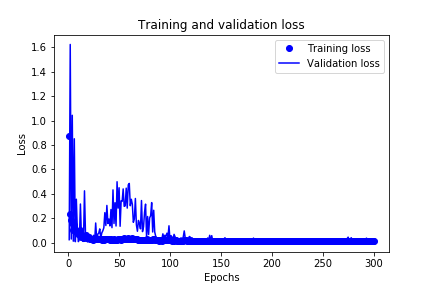 Training and validation loss
Training loss
Validation loss
Loss
1.6
1.4
1.2
1.0
0.8
0.6
0.4
0.2
0.0
0 50 100 150 200 250 300
Epochs